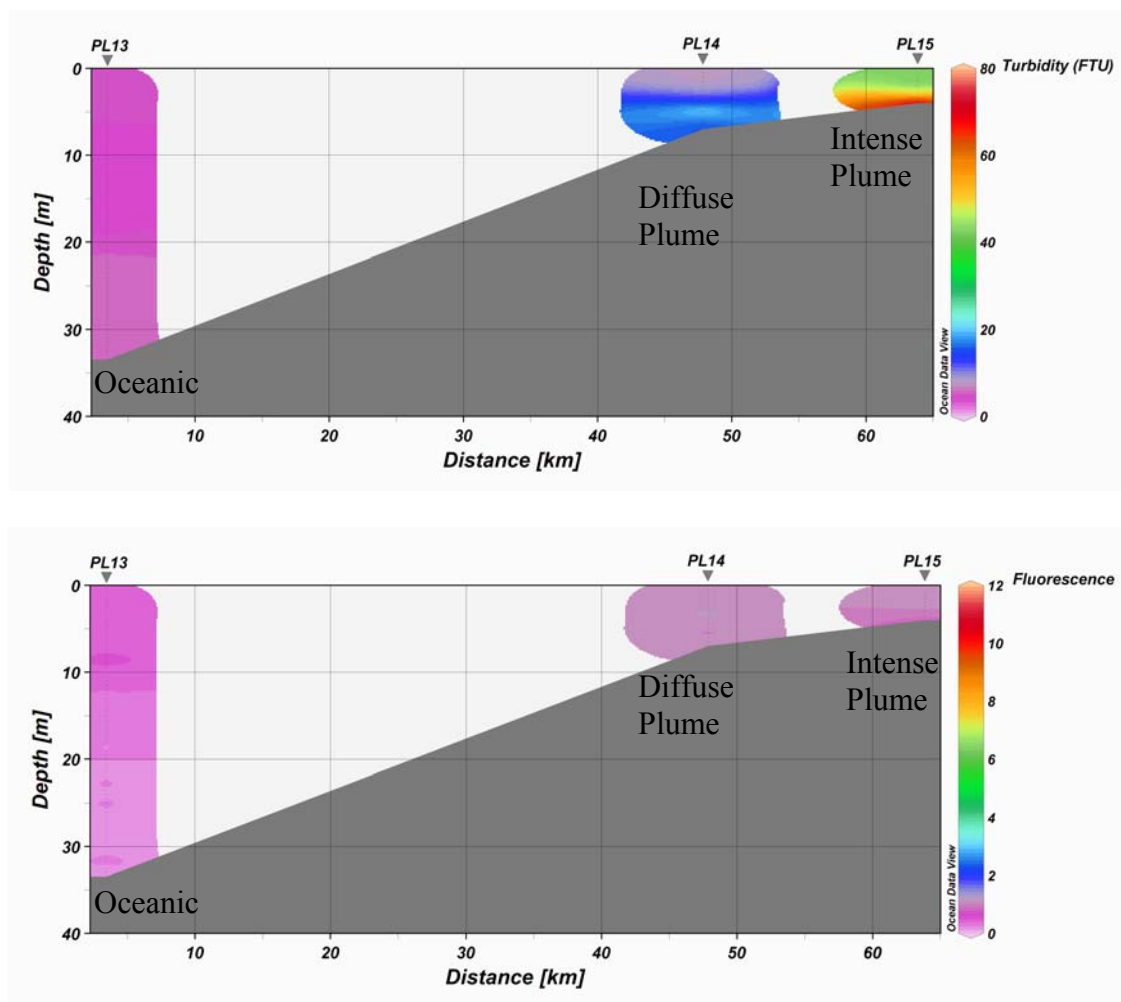 PL13 PL14 PL15
0 80 Turbidity (FTU)
Intense
Plume
10
60
Diffuse
Plume
Depth [m]
20
40
30
20
Oceanic
Ocean Data View
40
0
10 20 30 40 50 60
Distance [km]
PL13 PL14 PL15
0 12 Fluorescence
10
10
Intense
Plume
Diffuse
Plume
8
Depth [m]
20
6
4
30
2
Oceanic
Ocean Data View
40
0
10 20 30 40 50 60
Distance [km]